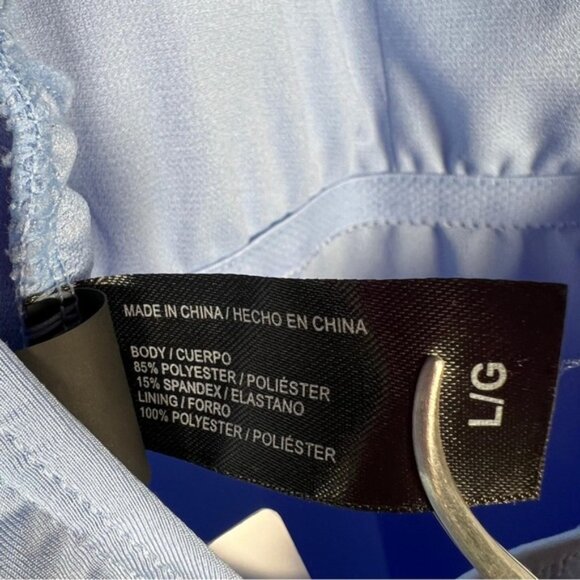 MADE IN CHINA / HECHO EN CHINA
BODY / CUERPO
85% POLYESTER / POLIÉSTER
15% SPANDEX / ELASTANO
LINING / FORRO
100% POLYESTER / POLIÉSTER
L/G